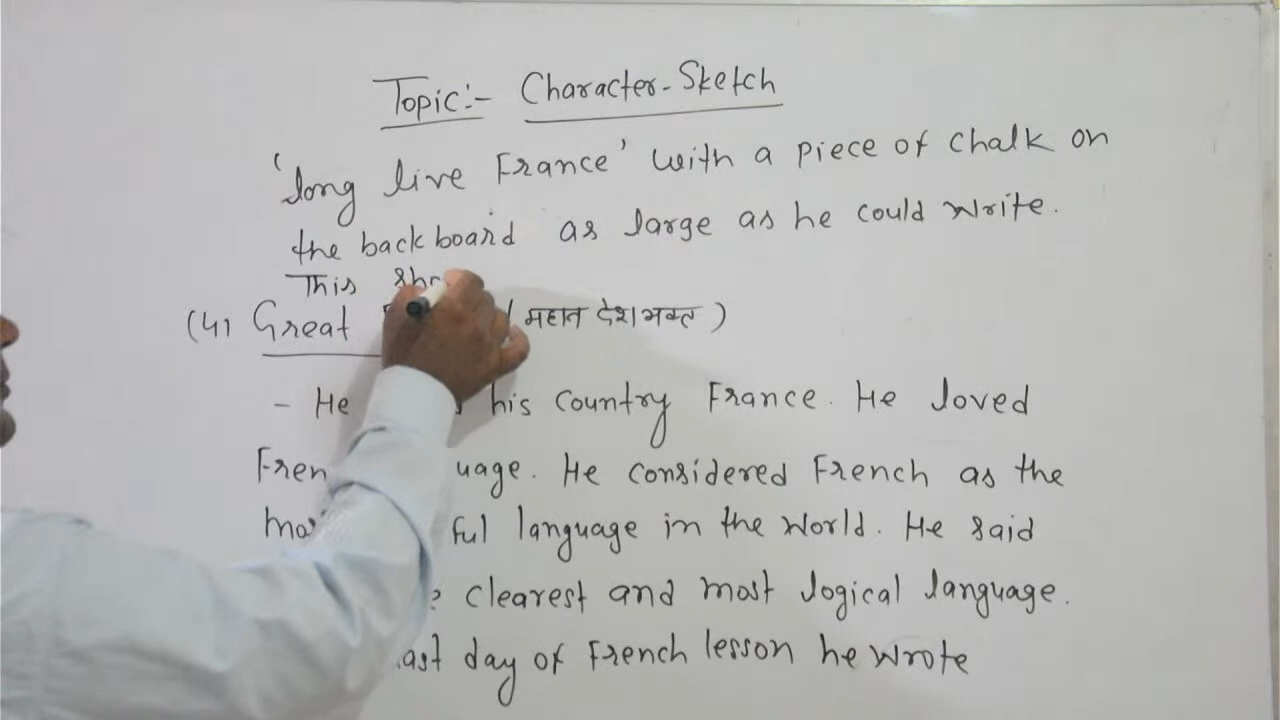 Topic:- Character-Sketch
'long live France' with a piece of chalk on
the backboard as large as he could write.
This
(4) Great (महान देशभक्त)
- He his country France. He loved
French He considered French as the
language in the world. He said
clearest and most logical language.
last day of French lesson he wrote